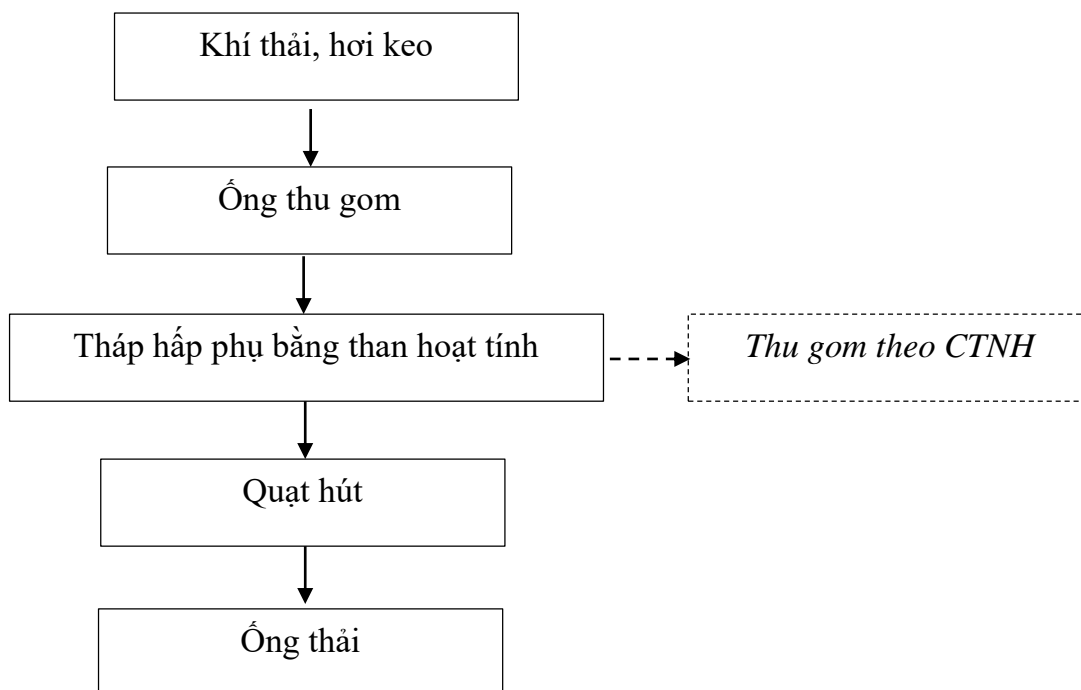 Khí thải, hơi keo
Ống thu gom
Tháp hấp phụ bằng than hoạt tính
Thu gom theo CTNH
Quạt hút
Ống thải